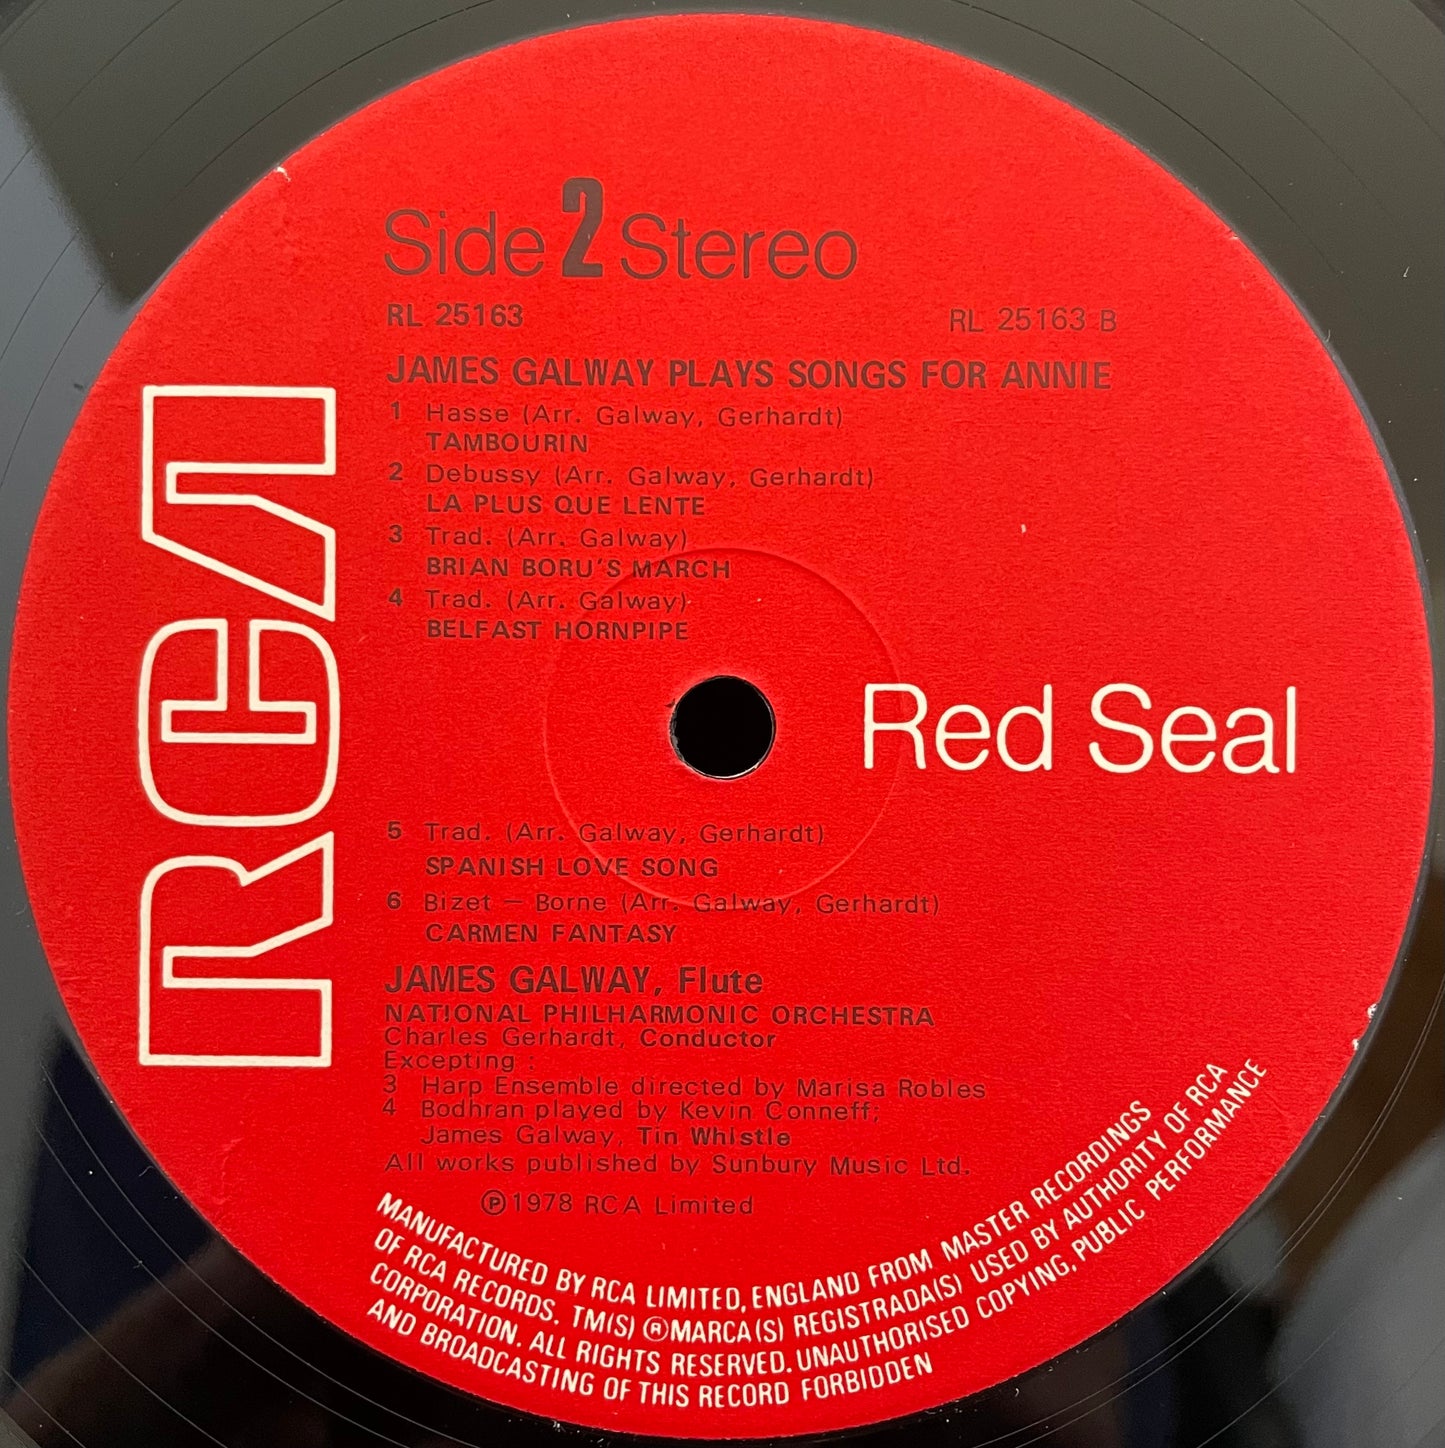 RCA
Side 2 Stereo
RL 25163 RL 25163 B
JAMES GALWAY PLAYS SONGS FOR ANNIE
1 Hasse (Arr. Galway, Gerhardt)
TAMBOURIN
2 Debussy (Arr. Galway, Gerhardt)
LA PLUS QUE LENTE
3 Trad. (Arr. Galway)
BRIAN BORU'S MARCH
4 Trad. (Arr. Galway)
BELFAST HORNPIPE
Red Seal
5 Trad. (Arr. Galway, Gerhardt)
SPANISH LOVE SONG
6 Bizet — Borne (Arr. Galway, Gerhardt)
CARMEN FANTASY
JAMES GALWAY, Flute
NATIONAL PHILHARMONIC ORCHESTRA
Charles Gerhardt, Conductor
Excepting :
3 Harp Ensemble directed by Marisa Robles
4 Bodhran played by Kevin Conneff;
James Galway, Tin Whistle
All works published by Sunbury Music Ltd.
℗1978 RCA Limited
MANUFACTURED BY RCA LIMITED, ENGLAND FROM MASTER RECORDINGS
OF RCA RECORDS. TM(S) ®MARCA(S) REGISTRADA(S) USED BY AUTHORITY OF RCA
CORPORATION. ALL RIGHTS RESERVED. UNAUTHORISED COPYING, PUBLIC PERFORMANCE
AND BROADCASTING OF THIS RECORD FORBIDDEN